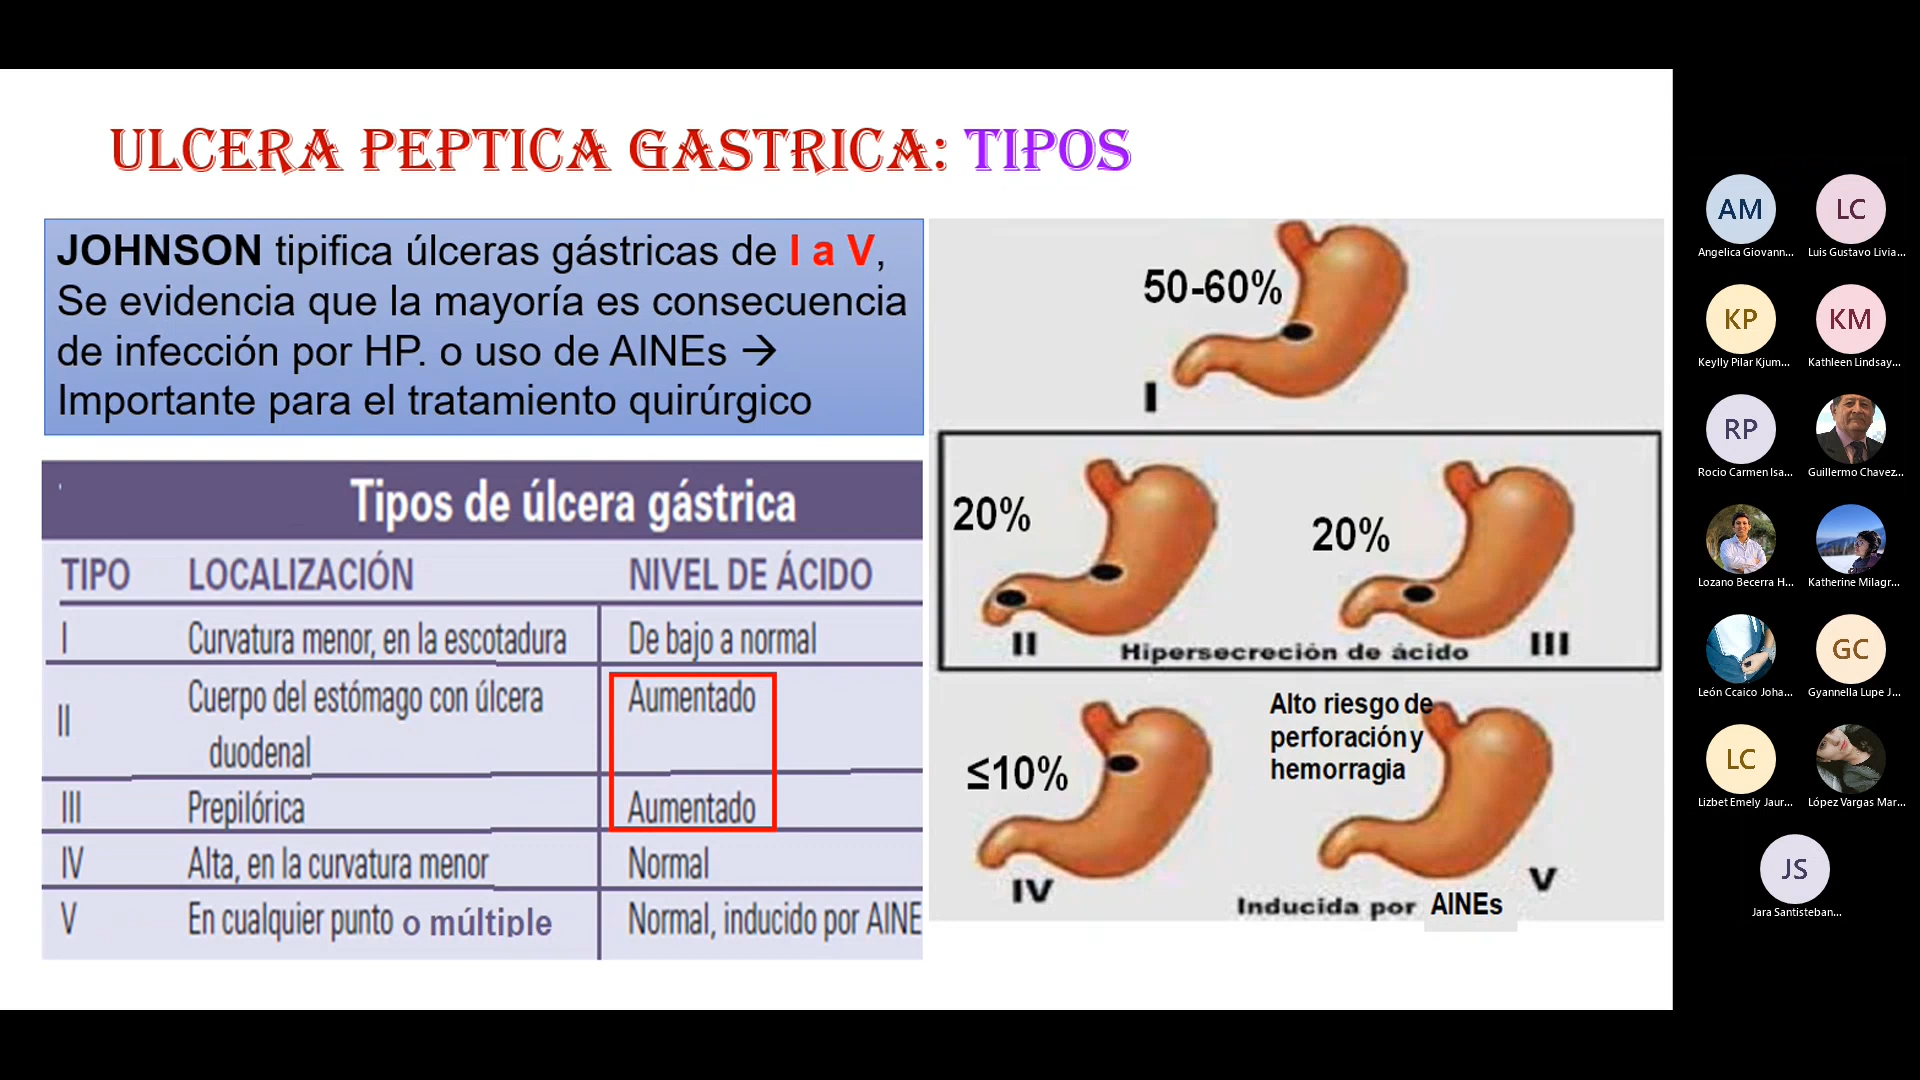 ULCERA PEPTICA GASTRICA: TIPOS
JOHNSON tipifica úlceras gástricas de I a V,
Se evidencia que la mayoría es consecuencia
de infección por HP. o uso de AINEs →
Importante para el tratamiento quirúrgico
Tipos de úlcera gástrica
TIPO LOCALIZACIÓN NIVEL DE ÁCIDO
I Curvatura menor, en la escotadura De bajo a normal
II Cuerpo del estómago con úlcera Aumentado
duodenal
III Prepilórica Aumentado
IV Alta, en la curvatura menor Normal
V En cualquier punto o múltiple Normal, inducido por AINE
50-60%
I
20%
II
20%
III
Hipersecreción de ácido
≤10%
IV
Alto riesgo de
perforación y
hemorragia
V
Inducida por AINEs
AM
Angelica Giovann...
LC
Luis Gustavo Livia...
KP
Keylly Pilar Kjum...
KM
Kathleen Lindsay...
RP
Rocio Carmen Isa...
Guillermo Chavez...
Lozano Becerra H...
Katherine Milagr...
León Ccaico Joha...
GC
Gyannella Lupe J...
LC
Lizbet Emely Jaur...
López Vargas Mar...
JS
Jara Santisteban...